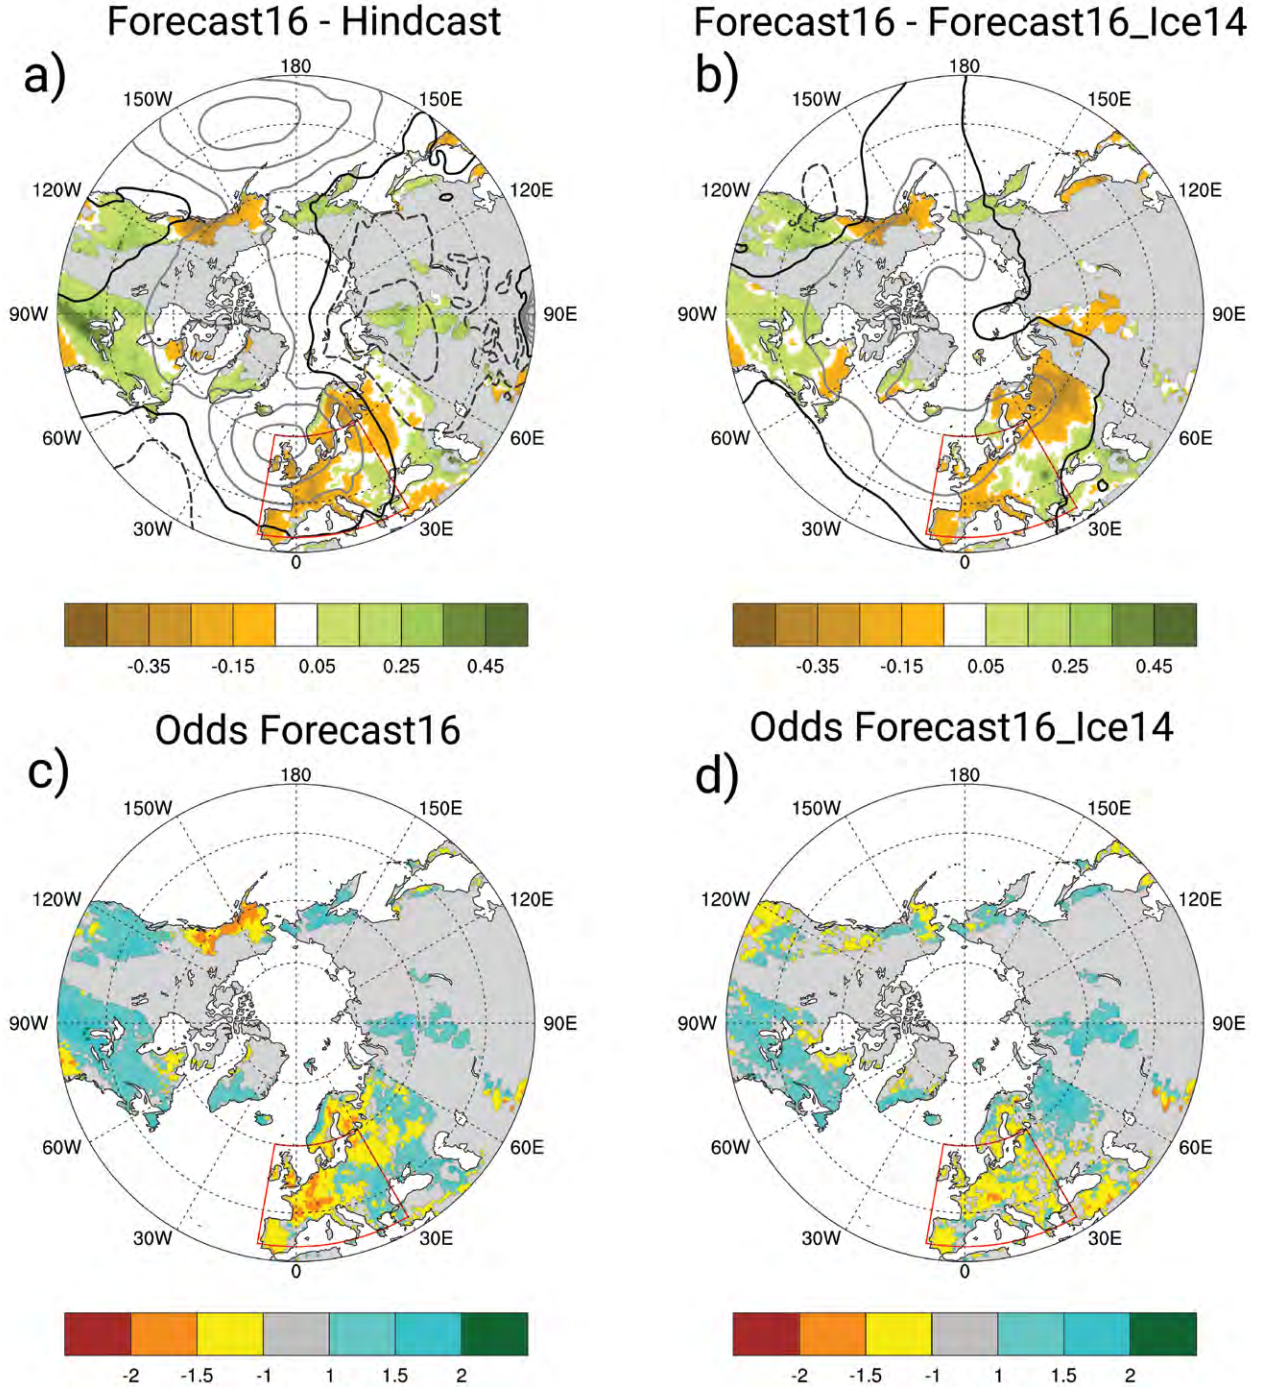 Forecast16 - Hindcast
Forecast16 - Forecast16_Ice14
a)
b)
180
180
150W
150E
150W
150E
120W
120E
120W
120E
90W
90E
90W
90E
60W
60E
60W
60E
30W
30E
30W
30E
0
0
-0.35 -0.15 0.05 0.25 0.45
-0.35 -0.15 0.05 0.25 0.45
Odds Forecast16
Odds Forecast16_Ice14
c)
d)
180
180
150W
150E
150W
150E
120W
120E
120W
120E
90W
90E
90W
90E
60W
60E
60W
60E
30W
30E
30W
30E
0
0
-2 -1.5 -1 1 1.5 2
-2 -1.5 -1 1 1.5 2